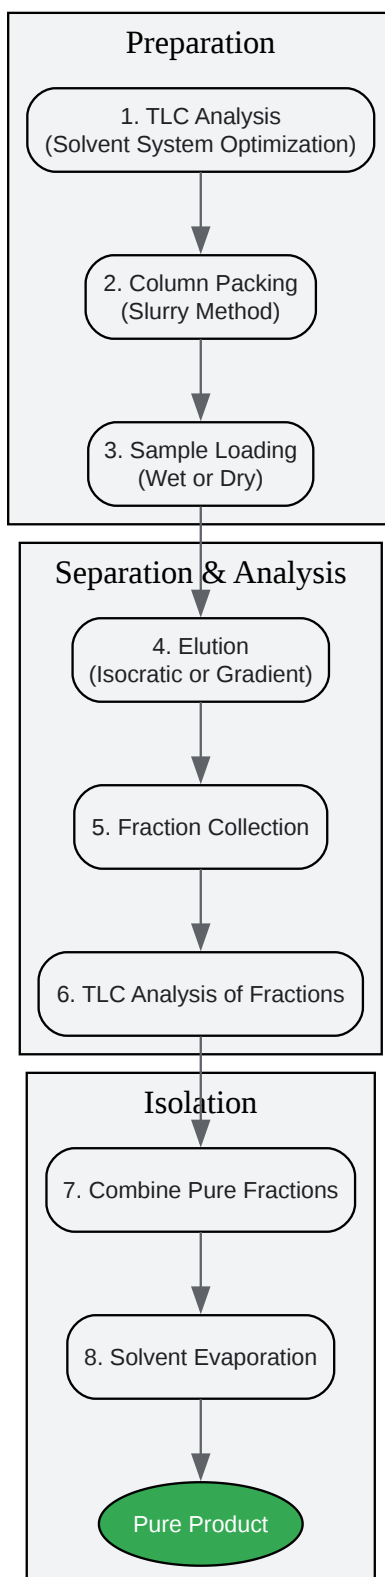 Preparation
1. TLC Analysis
(Solvent System Optimization)
2. Column Packing
(Slurry Method)
3. Sample Loading
(Wet or Dry)
Separation & Analysis
4. Elution
(Isocratic or Gradient)
5. Fraction Collection
6. TLC Analysis of Fractions
Isolation
7. Combine Pure Fractions
8. Solvent Evaporation
Pure Product